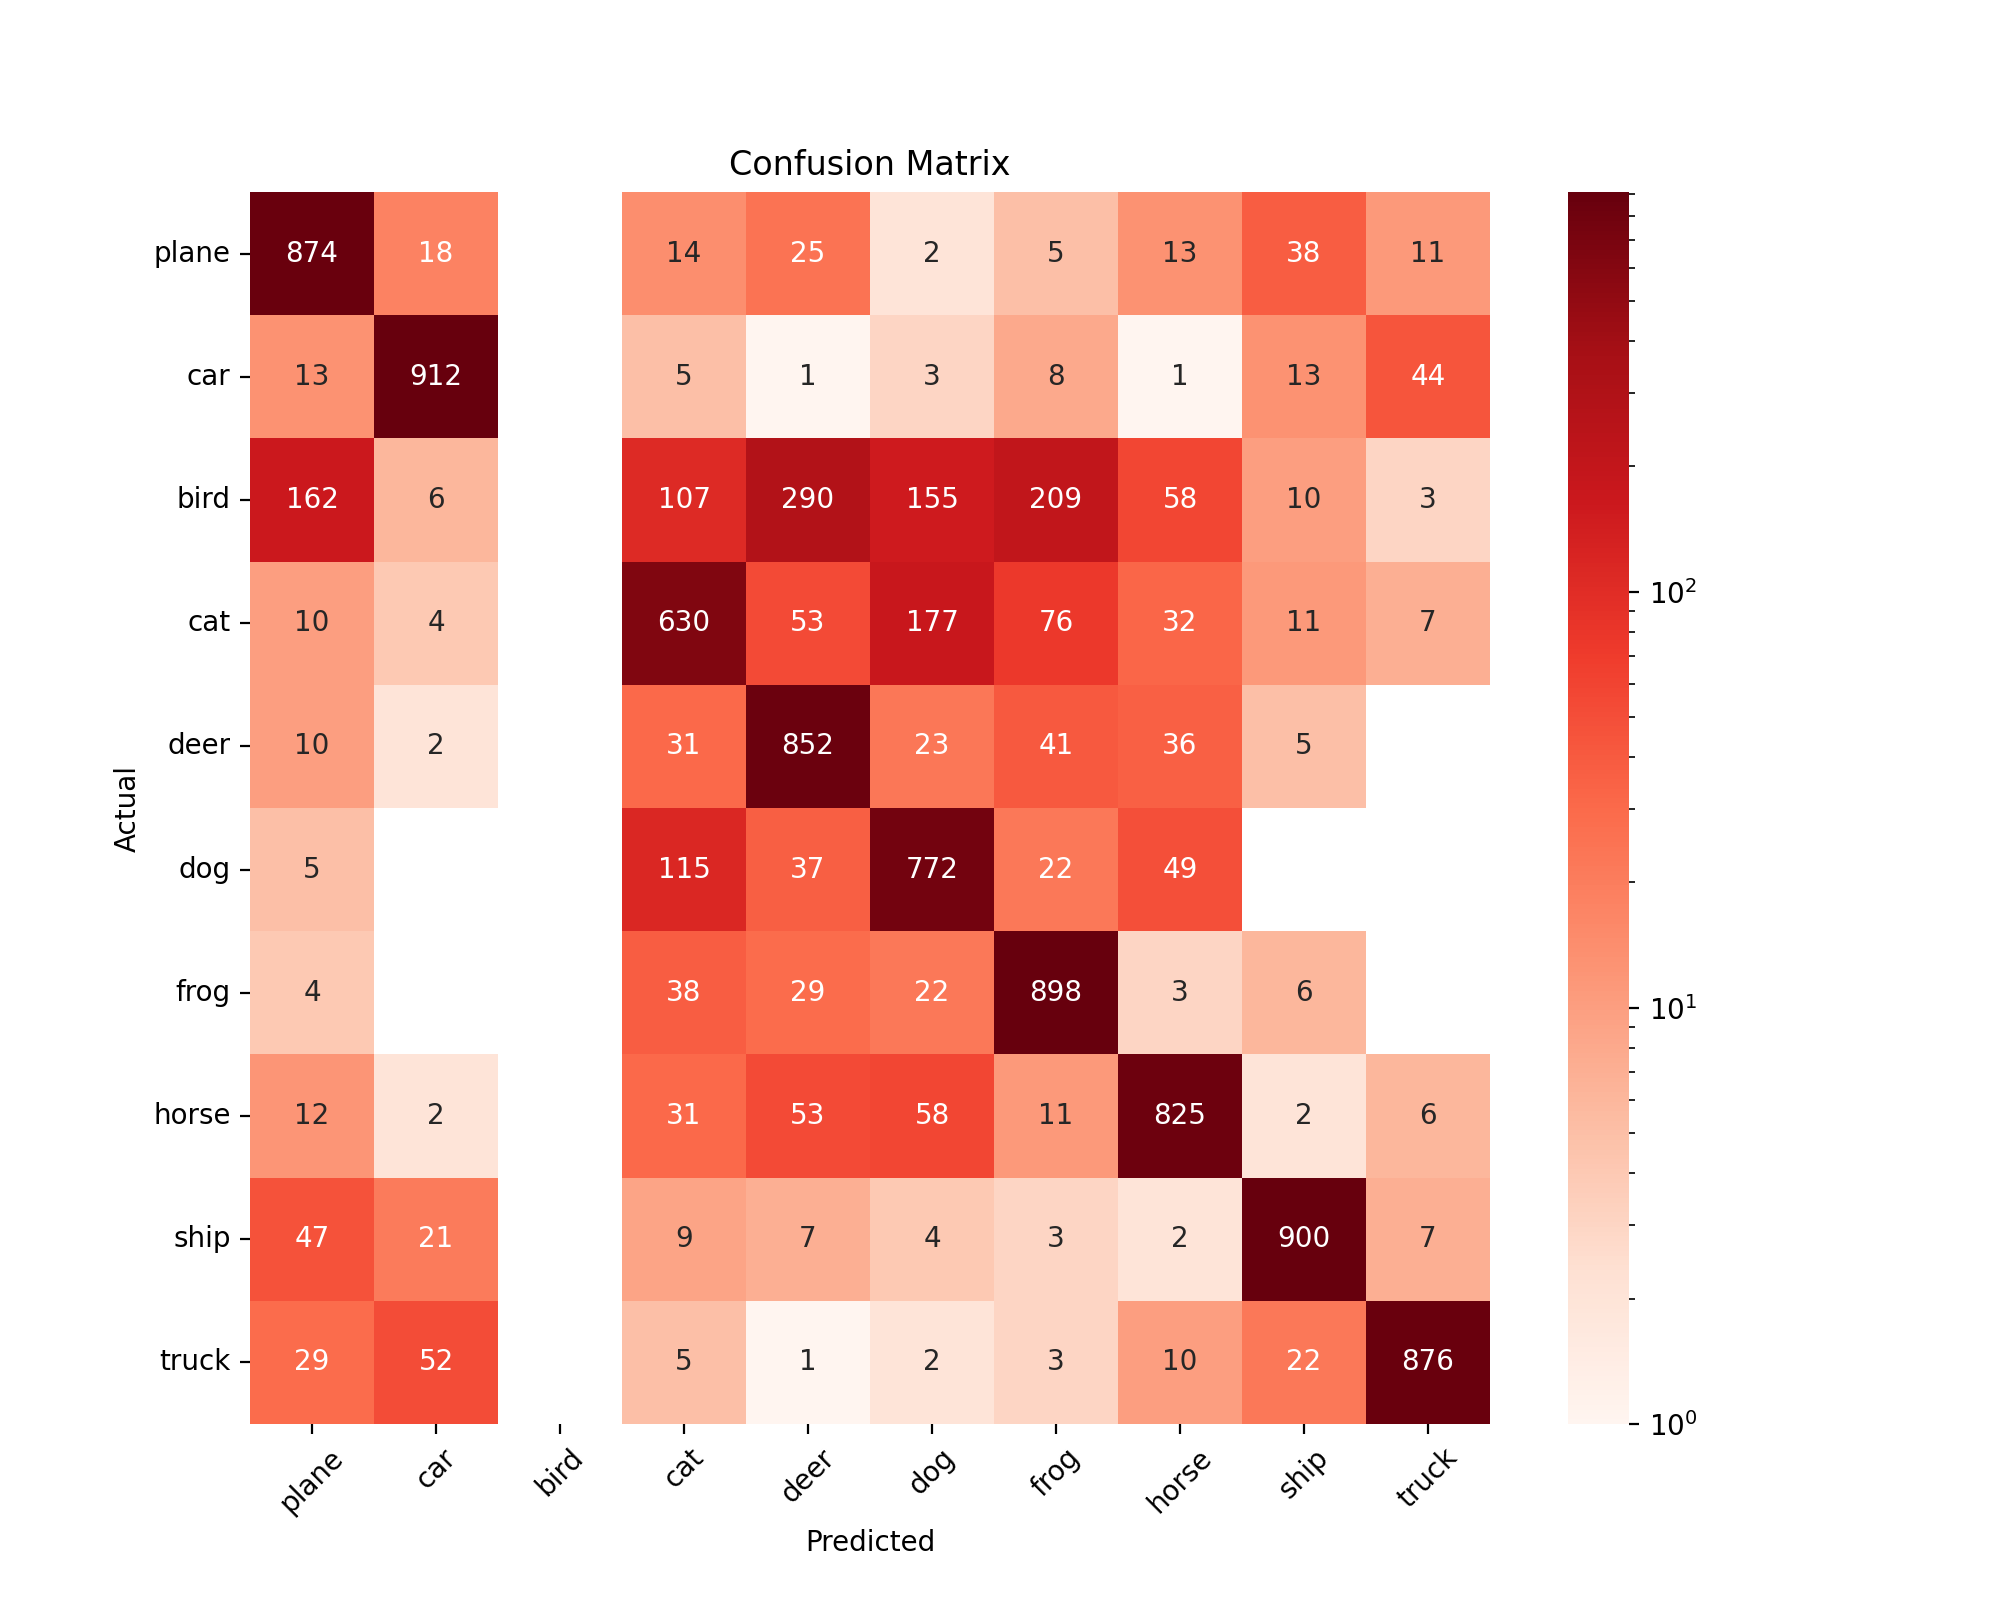 Confusion Matrix
plane 874 18 14 25 2 5 13 38 11
car 13 912 5 1 3 8 1 13 44
bird 162 6 107 290 155 209 58 10 3
cat 10 4 630 53 177 76 32 11 7
deer 10 2 31 852 23 41 36 5
dog 5 115 37 772 22 49
frog 4 38 29 22 898 3 6
horse 12 2 31 53 58 11 825 2 6
ship 47 21 9 7 4 3 2 900 7
truck 29 52 5 1 2 3 10 22 876
plane car bird cat deer dog frog horse ship truck
Predicted
Actual
10²
10¹
10⁰